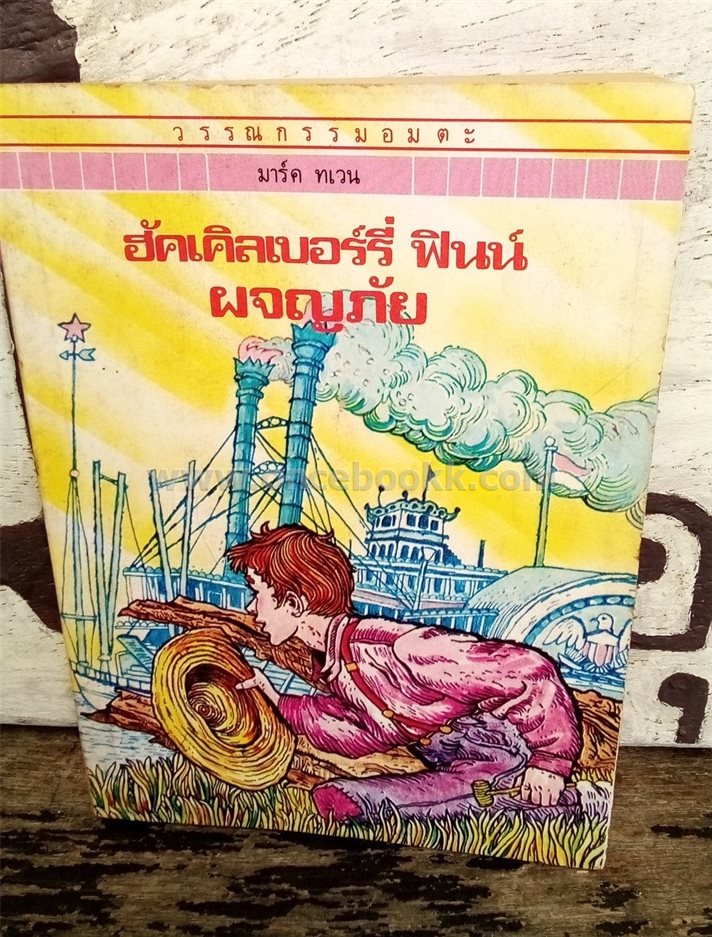 วรรณกรรมอมตะ
มาร์ค ทเวน
ฮัคเคิลเบอร์รี่ ฟินน์
ผจญภัย